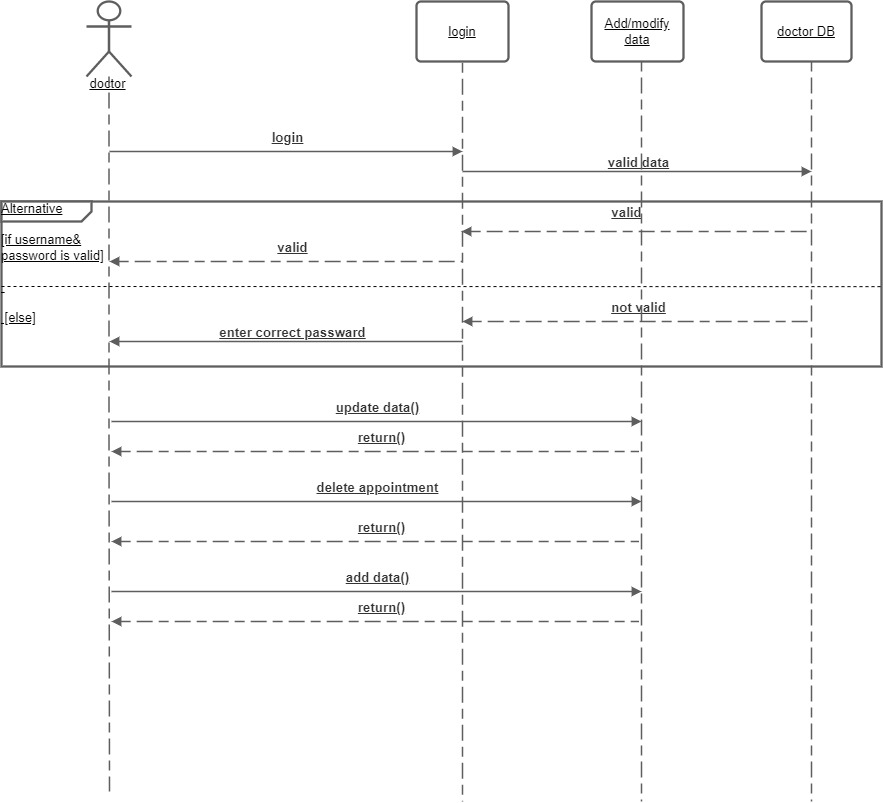 doctor
login
Add/modify
data
doctor DB
login
valid data
Alternative
valid
[if username&
password is valid]
valid
[else]
not valid
enter correct passward
update data()
return()
delete appointment
return()
add data()
return()